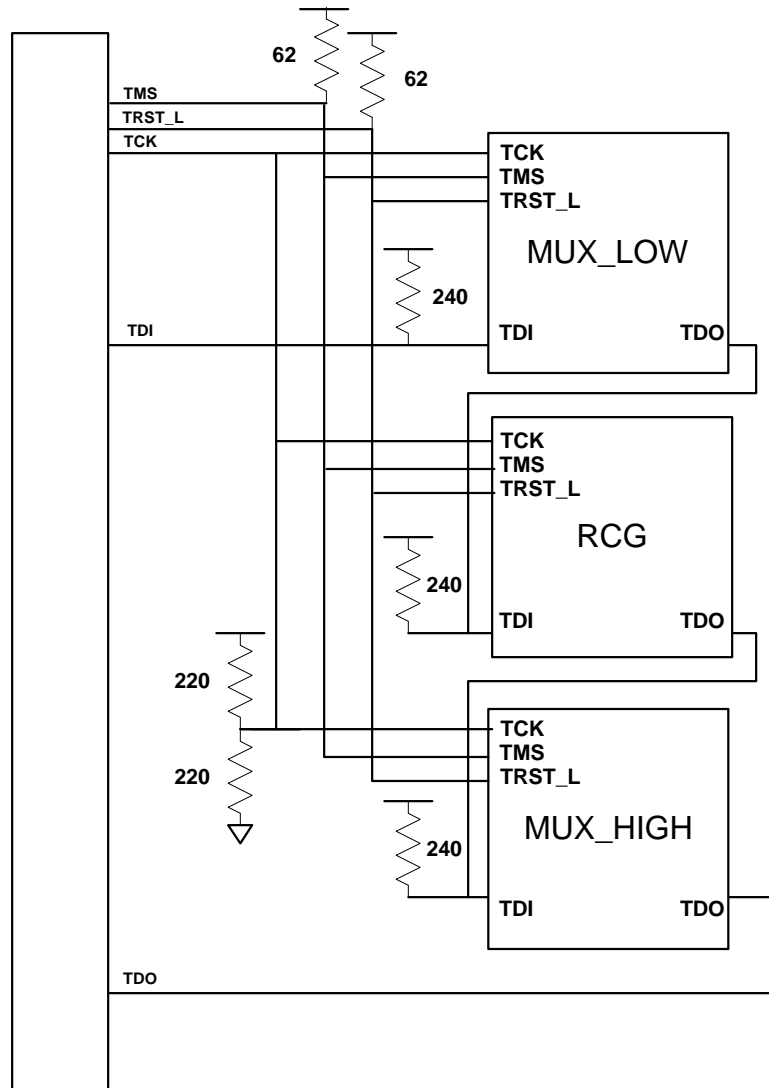 62
62
TMS
TRST_L
TCK
TCK
TMS
TRST_L
MUX_LOW
240
TDI
TDI
TDO
TCK
TMS
TRST_L
RCG
240
TDI
TDO
220
TCK
TMS
TRST_L
220
MUX_HIGH
240
TDI
TDO
TDO